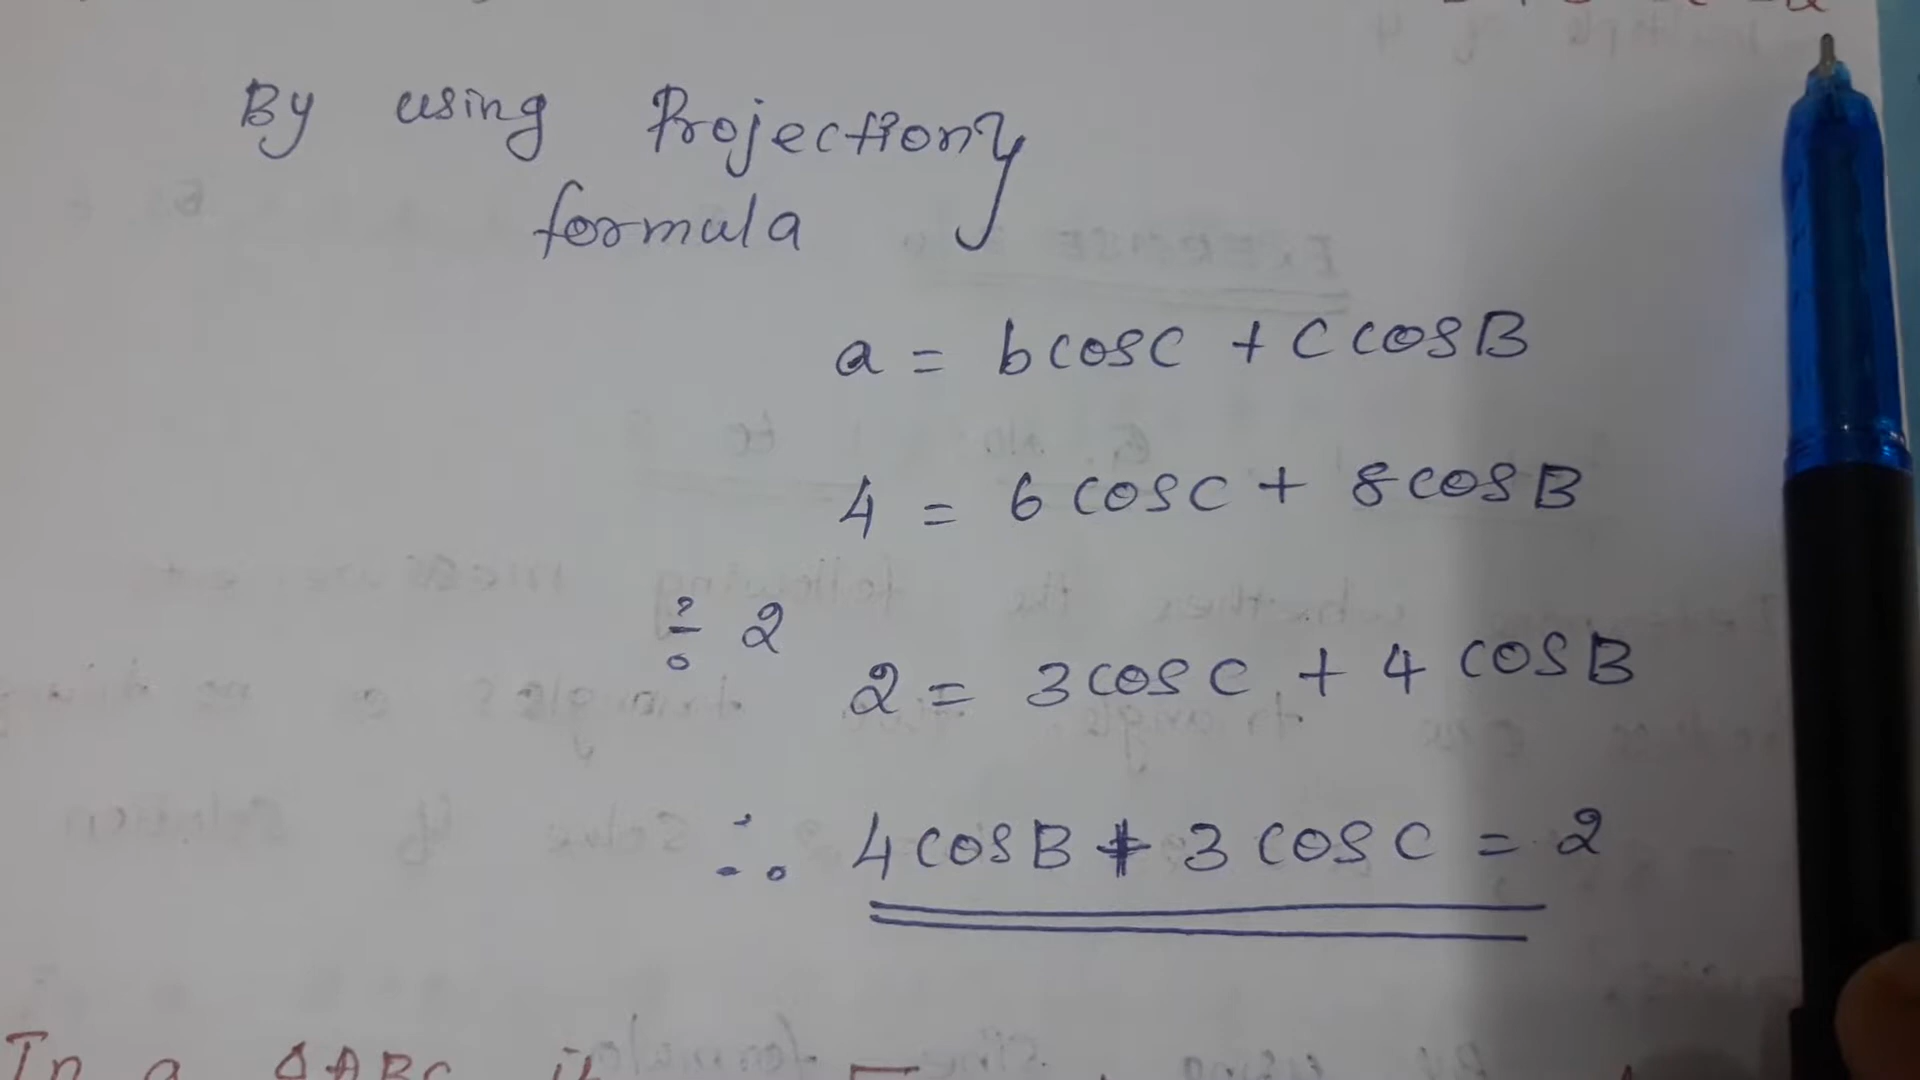 By using Projection
formula
a = b cos C + c cos B
4 = 6 cos C + 8 cos B
÷ 2
2 = 3 cos C + 4 cos B
∴ 4 cos B + 3 cos C = 2
In a ΔABC if